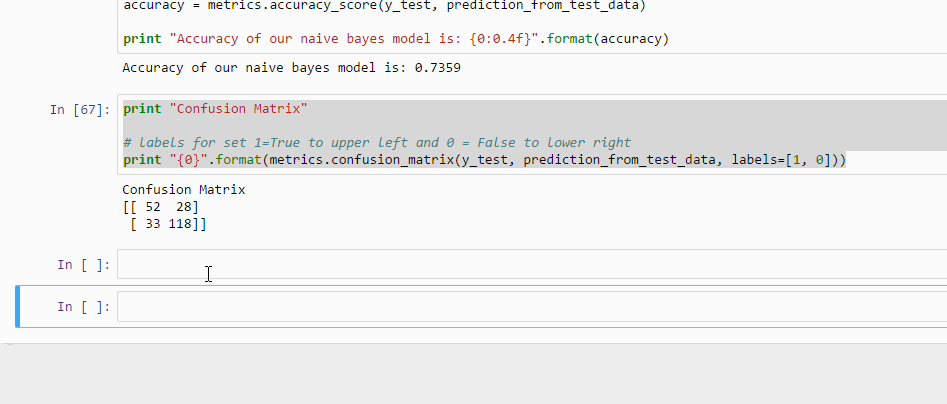 accuracy = metrics.accuracy_score(y_test, prediction_from_test_data)
print "Accuracy of our naive bayes model is: {0:0.4f}".format(accuracy)
Accuracy of our naive bayes model is: 0.7359
In [67]: print "Confusion Matrix"
# labels for set 1=True to upper left and 0 = False to lower right
print "{0}".format(metrics.confusion_matrix(y_test, prediction_from_test_data, labels=[1, 0]))
Confusion Matrix
[[ 52 28]
[ 33 118]]
In [ ]:
In [ ]: